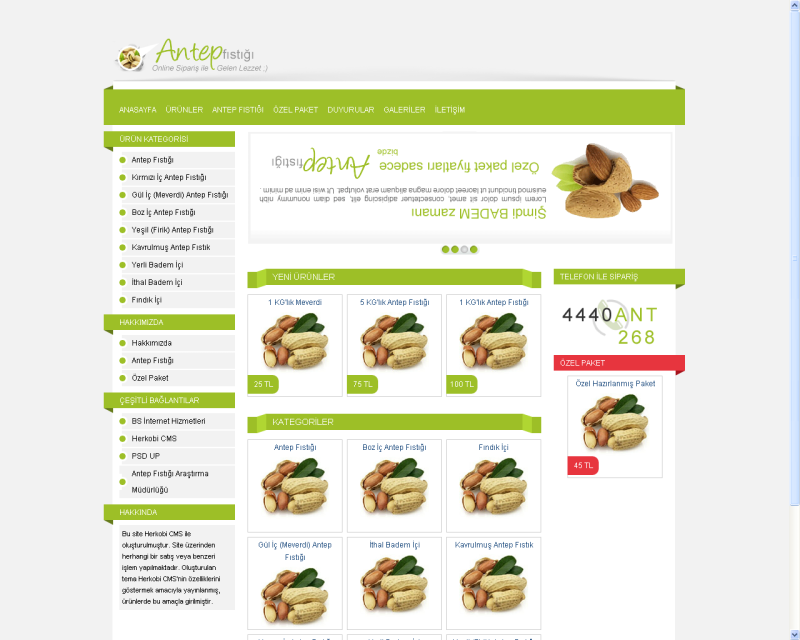 Antepfıstığı
Online Sipariş ile Gelen Lezzet ;)
ANASAYFA ÜRÜNLER ANTEP FISTIĞI ÖZEL PAKET DUYURULAR GALERİLER İLETİŞİM
ÜRÜN KATEGORİSİ
Antep Fıstığı
Kırmızı İç Antep Fıstığı
Gül İç (Meverdi) Antep Fıstığı
Boz İç Antep Fıstığı
Yeşil (Firik) Antep Fıstığı
Kavrulmuş Antep Fıstık
Yerli Badem İçi
İthal Badem İçi
Fındık İçi
HAKKIMIZDA
Hakkımızda
Antep Fıstığı
Özel Paket
ÇEŞİTLİ BAĞLANTILAR
BS İnternet Hizmetleri
Herkobi CMS
PSD UP
Antep Fıstığı Araştırma
Müdürlüğü
HAKKINDA
Bu site Herkobi CMS ile
oluşturulmuştur. Site üzerinden
herhangi bir satış veya benzeri
işlem yapılmaktadır. Oluşturulan
tema Herkobi CMS'nin özelliklerini
göstermek amacıyla yayınlanmış,
ürünlerde bu amaçla girilmiştir.
Şimdi BADEM zamanı
Lorem ipsum dolor sit amet, consectetuer adipiscing elit, sed diam nonummy nibh
euismod tincidunt ut laoreet dolore magna aliquam erat volutpat. Ut wisi enim ad minim .
Özel paket fiyatları sadece Antepfıstığı
bizde
YENİ ÜRÜNLER
1 KG'lık Meverdi
25 TL
5 KG'lık Antep Fıstığı
75 TL
1 KG'lık Antep Fıstığı
100 TL
KATEGORİLER
Antep Fıstığı
Boz İç Antep Fıstığı
Fındık İçi
Gül İç (Meverdi) Antep
Fıstığı
İthal Badem İçi
Kavrulmuş Antep Fıstık
TELEFON İLE SİPARİŞ
4440ANT
268
ÖZEL PAKET
Özel Hazırlanmış Paket
45 TL